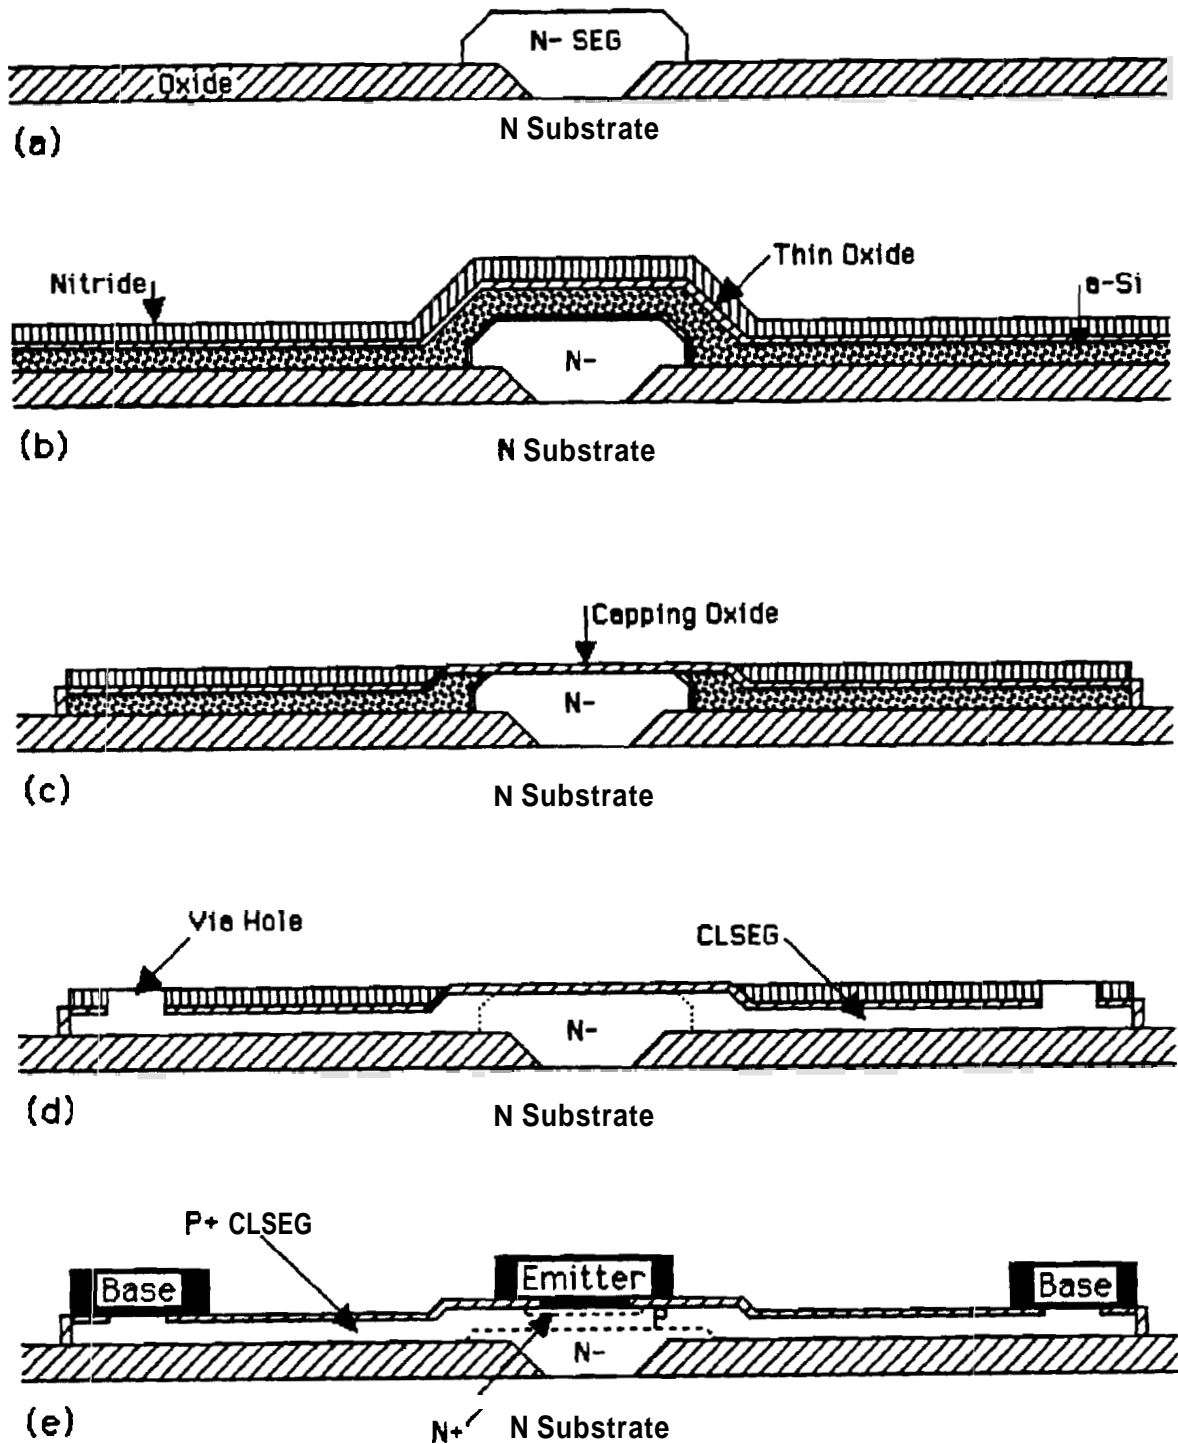 N- SEG
Oxide
N Substrate
(a)
Nitride
Thin Oxide
a-Si
N-
(b)
N Substrate
Capping Oxide
N-
(c)
N Substrate
Via Hole
CLSEG
N-
(d)
N Substrate
P+ CLSEG
Base
Emitter
Base
P
N-
(e)
N+
N Substrate